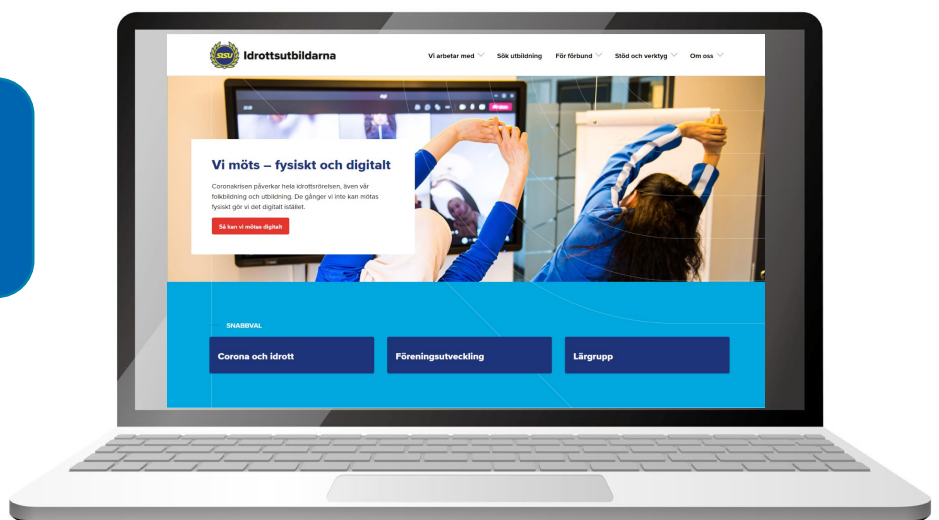 SISU
Idrottsutbildarna
Vi arbetar med
Sök utbildning
För förbund
Stöd och verktyg
Om oss
Vi möts – fysiskt och digitalt
Coronakrisen påverkar hela idrottsrörelsen, även vår
folkbildning och utbildning. De gånger vi inte kan mötas
fysiskt gör vi det digitalt istället.
Så kan vi mötas digitalt
SNABBVAL
Corona och idrott
Föreningsutveckling
Lärgrupp